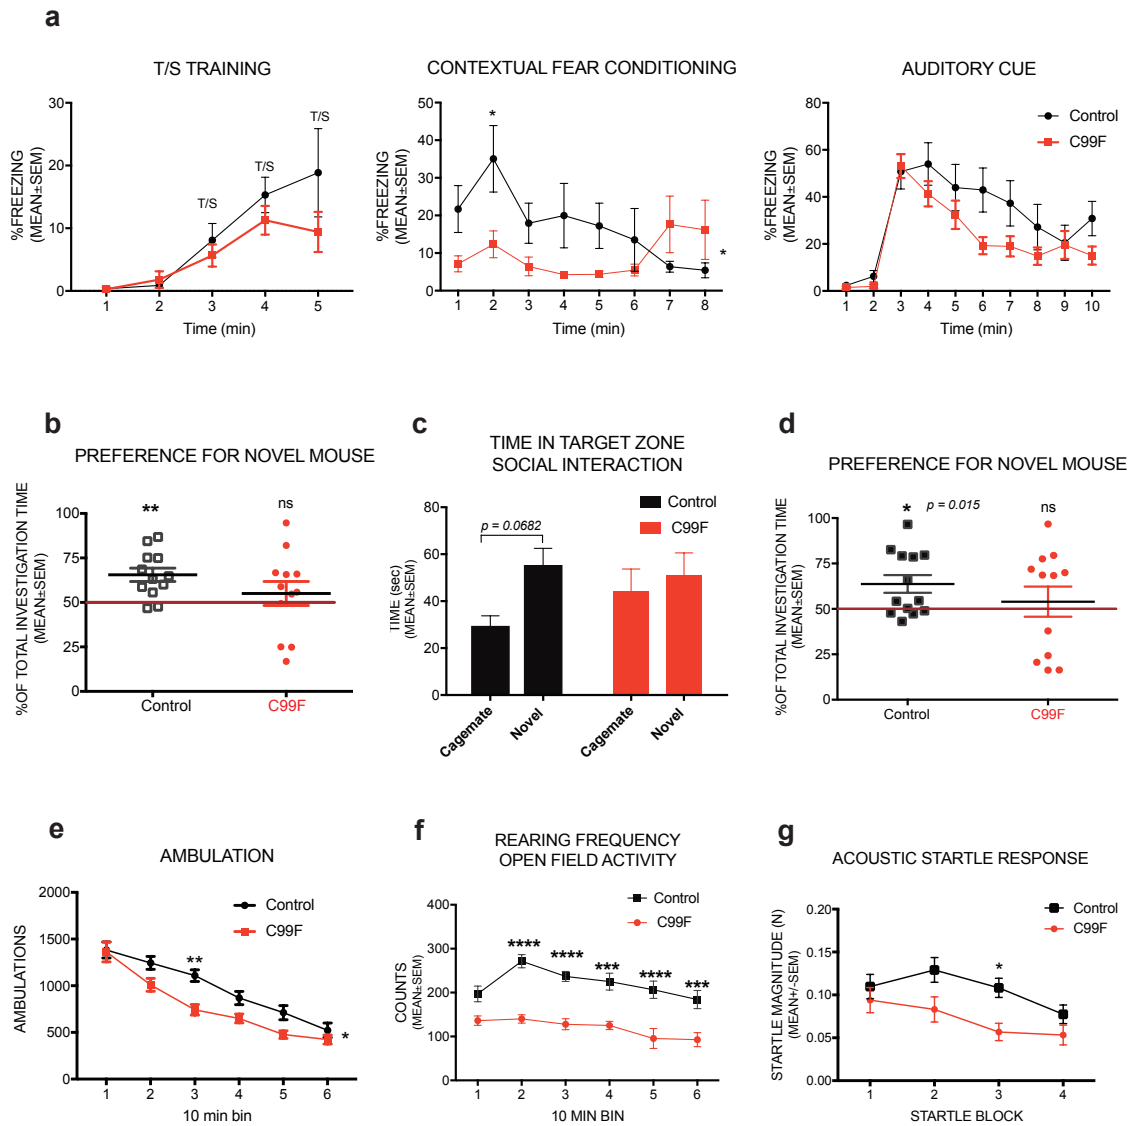 a
T/S TRAINING
%FREEZING
(MEAN±SEM)
30
20
10
0
T/S
T/S
T/S
1 2 3 4 5
Time (min)
CONTEXTUAL FEAR CONDITIONING
%FREEZING
(MEAN±SEM)
50
40
30
20
10
0
*
*
1 2 3 4 5 6 7 8
Time (min)
AUDITORY CUE
%FREEZING
(MEAN±SEM)
80
60
40
20
0
Control
C99F
1 2 3 4 5 6 7 8 9 10
Time (min)
b
PREFERENCE FOR NOVEL MOUSE
%OF TOTAL INVESTIGATION TIME
(MEAN±SEM)
100
75
50
25
0
**
ns
Control C99F
c
TIME IN TARGET ZONE
SOCIAL INTERACTION
TIME (sec)
(MEAN±SEM)
80
60
40
20
0
p = 0.0682
Control
C99F
Cagemate Novel Cagemate Novel
d
PREFERENCE FOR NOVEL MOUSE
%OF TOTAL INVESTIGATION TIME
(MEAN±SEM)
100
75
50
25
0
* p = 0.015
ns
Control C99F
e
AMBULATION
AMBULATIONS
2000
1500
1000
500
0
Control
C99F
**
*
1 2 3 4 5 6
10 min bin
f
REARING FREQUENCY
OPEN FIELD ACTIVITY
COUNTS
(MEAN±SEM)
400
300
200
100
0
Control
C99F
**** **** *** **** ***
1 2 3 4 5 6
10 MIN BIN
g
ACOUSTIC STARTLE RESPONSE
STARTLE MAGNITUDE (N)
(MEAN+/-SEM)
0.20
0.15
0.10
0.05
0.00
Control
C99F
*
1 2 3 4
STARTLE BLOCK